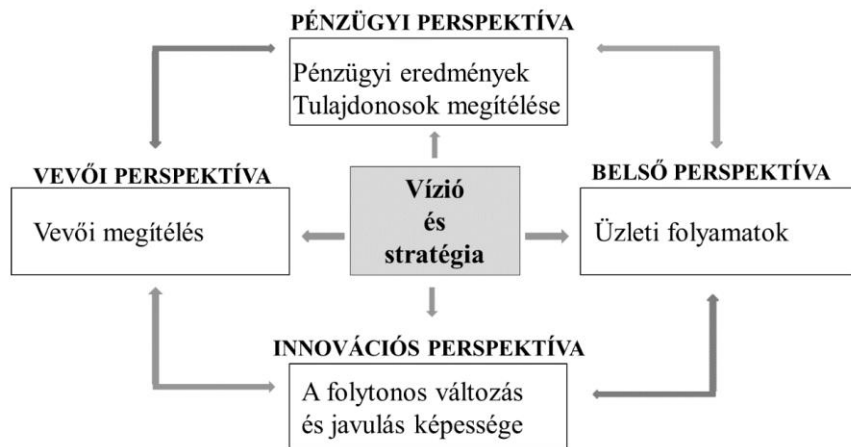 PÉNZÜGYI PERSPEKTÍVA
Pénzügyi eredmények
Tulajdonosok megítélése
VEVŐI PERSPEKTÍVA
Vevői megítélés
Vízió
és
stratégia
BELSŐ PERSPEKTÍVA
Üzleti folyamatok
INNOVÁCIÓS PERSPEKTÍVA
A folytonos változás
és javulás képessége